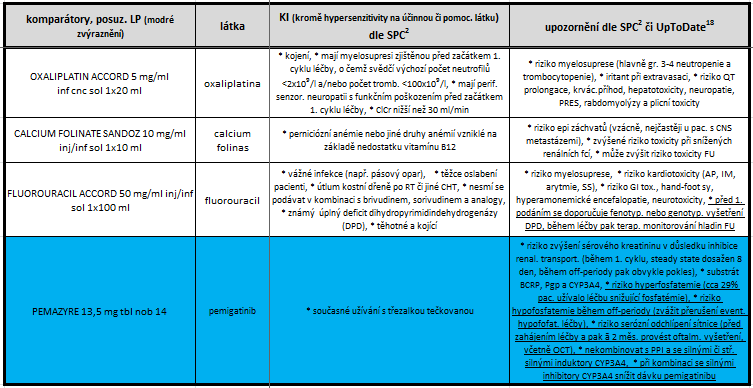 komparátory, posuz. LP (modré
zvýraznění)
látka
KI (kromě hypersenzitivity na účinnou či pomoc. látku)
dle SPC²
upozornění dle SPC² či UpToDate¹⁸
OXALIPLATIN ACCORD 5 mg/ml
inf cnc sol 1x20 ml
oxaliplatina
* kojení, * mají myelosupresi zjištěnou před začátkem 1.
cyklu léčby, o čemž svědčí výchozí počet neutrofilů
<2x10⁹/l a/nebo počet tromb. <100x10⁹/l, * mají perif.
senzor. neuropatii s funkčním poškozením před začátkem
1. cyklu léčby, * ClCr nižší než 30 ml/min
* riziko myelosuprese (hlavně gr. 3-4 neutropenie a
trombocytopenie), * iritant při extravasaci, * riziko QT
prolongace, krvác.příhod, hepatotoxicity, neuropatie,
PRES, rabdomyolýzy a plicní toxicity
CALCIUM FOLINATE SANDOZ 10 mg/ml
inj/inf sol 1x10 ml
calcium
folinas
* perniciózní anémie nebo jiné druhy anémií vzniklé na
základě nedostatku vitamínu B12
* riziko epi záchvatů (vzácně, nejčastěji u pac. s CNS
metastázemi), * zvýšené riziko toxicity při snížených
renálních fcí, * může zvýšit riziko toxicity FU
FLUOROURACIL ACCORD 50 mg/ml inj/inf
sol 1x100 ml
fluorouracil
* vážné infekce (např. pásový opar), * těžce oslabení
pacienti, * útlum kostní dřeně po RT či jiné CHT, * nesmí se
podávat v kombinaci s brivudinem, sorivudinem a analogy,
* známý úplný deficit dihydropyrimidindehydrogenázy
(DPD), * těhotné a kojící
* riziko myelosuprese, * riziko kardiotoxicity (AP, IM,
arytmie, SS), * riziko GI tox., hand-foot sy,
hyperamonemické encefalopatie, neurotoxicity, * před 1.
podáním se doporučuje fenotyp. nebo genotyp. vyšetření
DPD, během léčby pak terap. monitorování hladin FU
PEMAZYRE 13,5 mg tbl nob 14
pemigatinib
* současné užívání s třezalkou tečkovanou
* riziko zvýšení sérového kreatininu v důsledku inhibice
renal. transport. (během 1. cyklu, steady state dosažen 8
den, během off-periody pak obvykle pokles), * substrát
BCRP, Pgp a CYP3A4, * riziko hyperfosfatemie (cca 29%
pac. užívalo léčbu snižující fosfatémie), * riziko
hypofosfatemie během off-periody (zvážit přerušení event.
hypofosfat. léčby), * riziko serózní odchlípení sítnice (před
zahájením léčby a pak ā 2 měs. provést oftalm. vyšetření,
včetně OCT), * nekombinovat s PPI a se silnými či stř.
silnými induktory CYP3A4, * při kombinaci se silnými
inhibitory CYP3A4 snížit dávku pemigatinibu